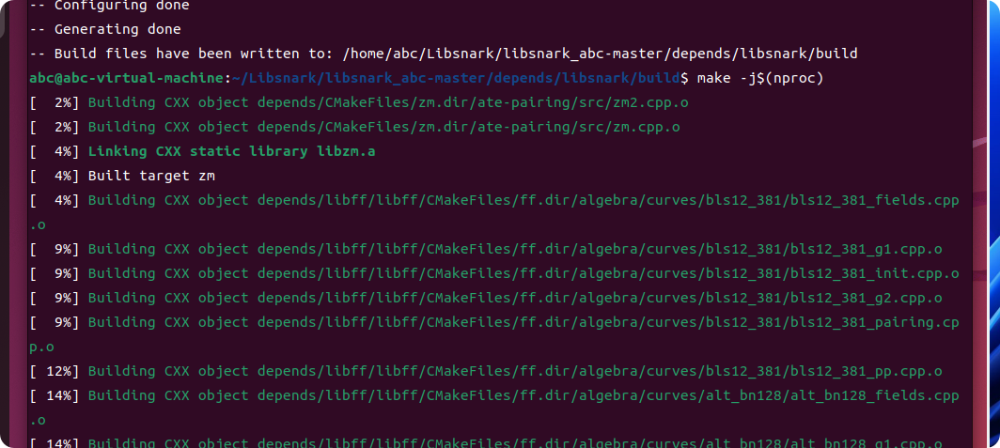 -- Configuring done
-- Generating done
-- Build files have been written to: /home/abc/Libsnark/libsnark_abc-master/depends/libsnark/build
abc@abc-virtual-machine:~/Libsnark/libsnark_abc-master/depends/libsnark/build$ make -j$(nproc)
[  2%] Building CXX object depends/CMakeFiles/zm.dir/ate-pairing/src/zm2.cpp.o
[  2%] Building CXX object depends/CMakeFiles/zm.dir/ate-pairing/src/zm.cpp.o
[  4%] Linking CXX static library libzm.a
[  4%] Built target zm
[  4%] Building CXX object depends/libff/libff/CMakeFiles/ff.dir/algebra/curves/bls12_381/bls12_381_fields.cpp
.o
[  9%] Building CXX object depends/libff/libff/CMakeFiles/ff.dir/algebra/curves/bls12_381/bls12_381_g1.cpp.o
[  9%] Building CXX object depends/libff/libff/CMakeFiles/ff.dir/algebra/curves/bls12_381/bls12_381_init.cpp.o
[  9%] Building CXX object depends/libff/libff/CMakeFiles/ff.dir/algebra/curves/bls12_381/bls12_381_g2.cpp.o
[  9%] Building CXX object depends/libff/libff/CMakeFiles/ff.dir/algebra/curves/bls12_381/bls12_381_pairing.cp
p.o
[ 12%] Building CXX object depends/libff/libff/CMakeFiles/ff.dir/algebra/curves/bls12_381/bls12_381_pp.cpp.o
[ 14%] Building CXX object depends/libff/libff/CMakeFiles/ff.dir/algebra/curves/alt_bn128/alt_bn128_fields.cpp
.o
[ 14%] Building CXX object depends/libff/libff/CMakeFiles/ff.dir/algebra/curves/alt_bn128/alt_bn128_g1.cpp.o